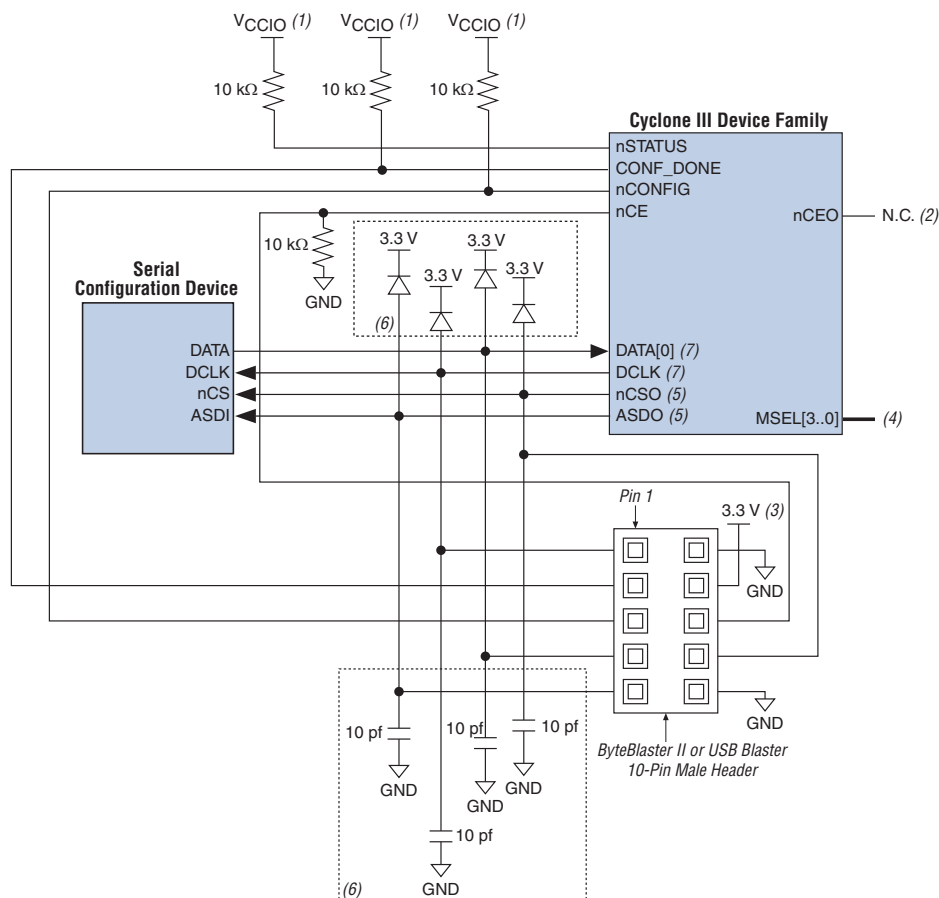 VCCIO (1) VCCIO (1) VCCIO (1)
10 kΩ 10 kΩ 10 kΩ
Cyclone III Device Family
nSTATUS
CONF_DONE
nCONFIG
nCE
nCEO N.C. (2)
10 kΩ
GND
3.3 V 3.3 V
3.3 V 3.3 V
(6)
Serial
Configuration Device
DATA DATA[0] (7)
DCLK DCLK (7)
nCS nCSO (5)
ASDI ASDO (5)
MSEL[3..0] (4)
Pin 1
3.3 V (3)
GND
GND
10 pf 10 pf 10 pf
GND GND GND
10 pf
GND
(6)
ByteBlaster II or USB Blaster
10-Pin Male Header